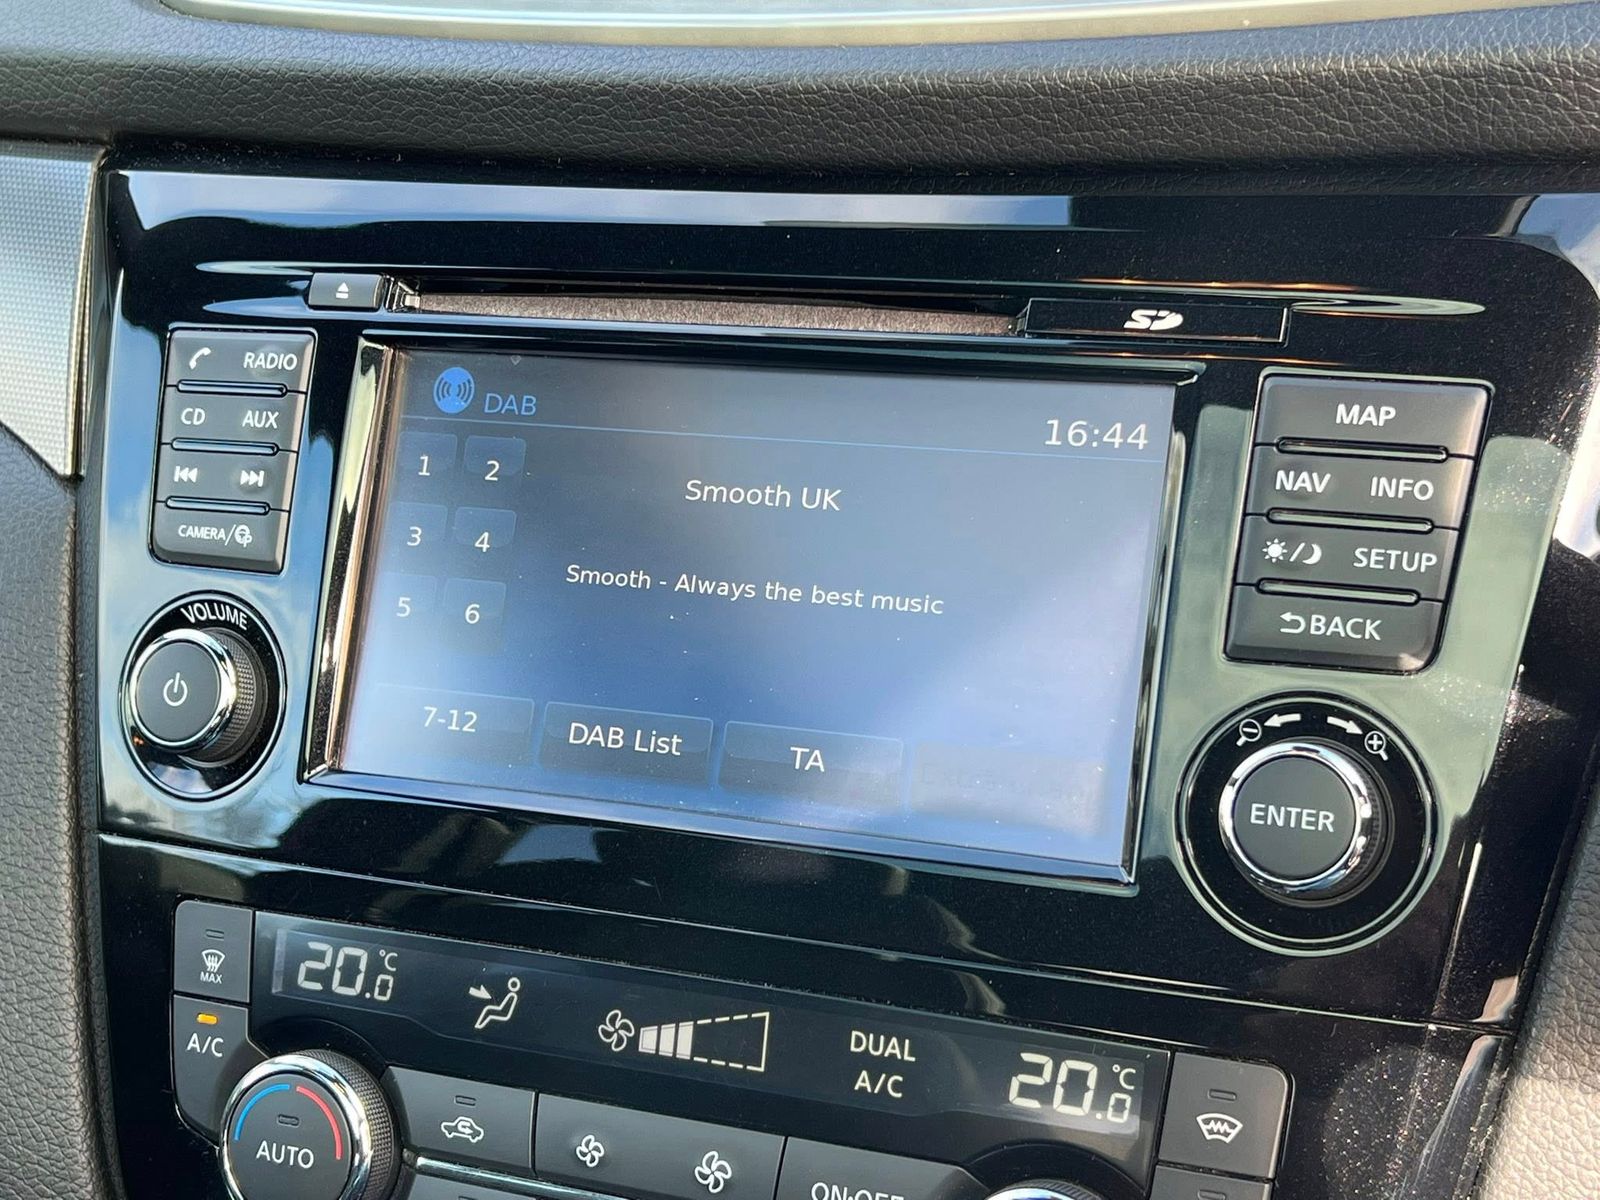 SD
RADIO
CD AUX
CAMERA/
VOLUME
DAB
16:44
1 2
3 4
5 6
Smooth UK
Smooth - Always the best music
7-12
DAB List
TA
MAP
NAV INFO
SETUP
BACK
ENTER
MAX
A/C
20.0 °C
DUAL
A/C
20.0 °C
AUTO
ON·OFF